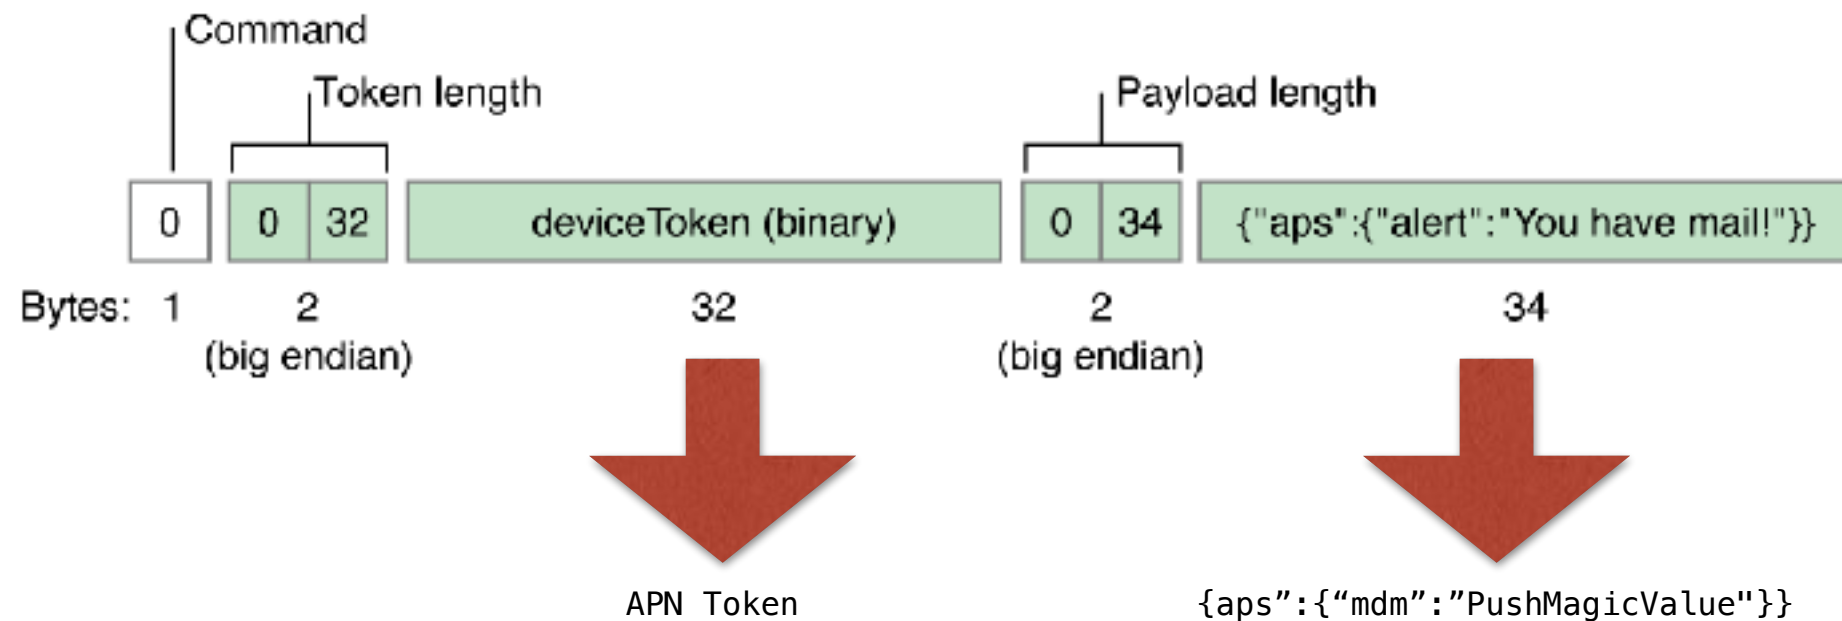 Command
Token length
Payload length
0 0 32 deviceToken (binary) 0 34 {"aps":{"alert":"You have mail!"}}
Bytes: 1 2 32 2 34
(big endian) (big endian)
APN Token {aps”:{“mdm”:”PushMagicValue"}}